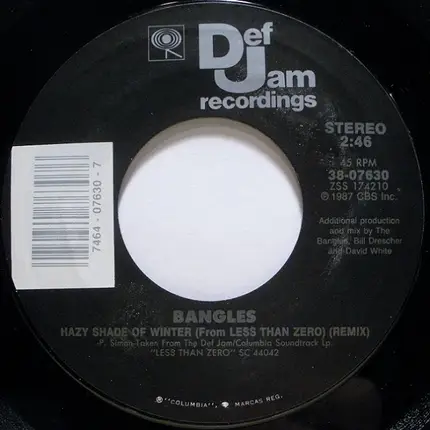 Def
Jam
recordings
STEREO
2:46
45 RPM
38-07630
ZSS 174210
℗ 1987 CBS Inc.
Additional production
and mix by The
Bangles, Bill Drescher
and David White
7464-07630-7
BANGLES
HAZY SHADE OF WINTER (From LESS THAN ZERO) (REMIX)
-P. Simon-Taken From The Def Jam/Columbia Soundtrack Lp.
"LESS THAN ZERO" SC 44042
® "COLUMBIA", MARCAS REG.